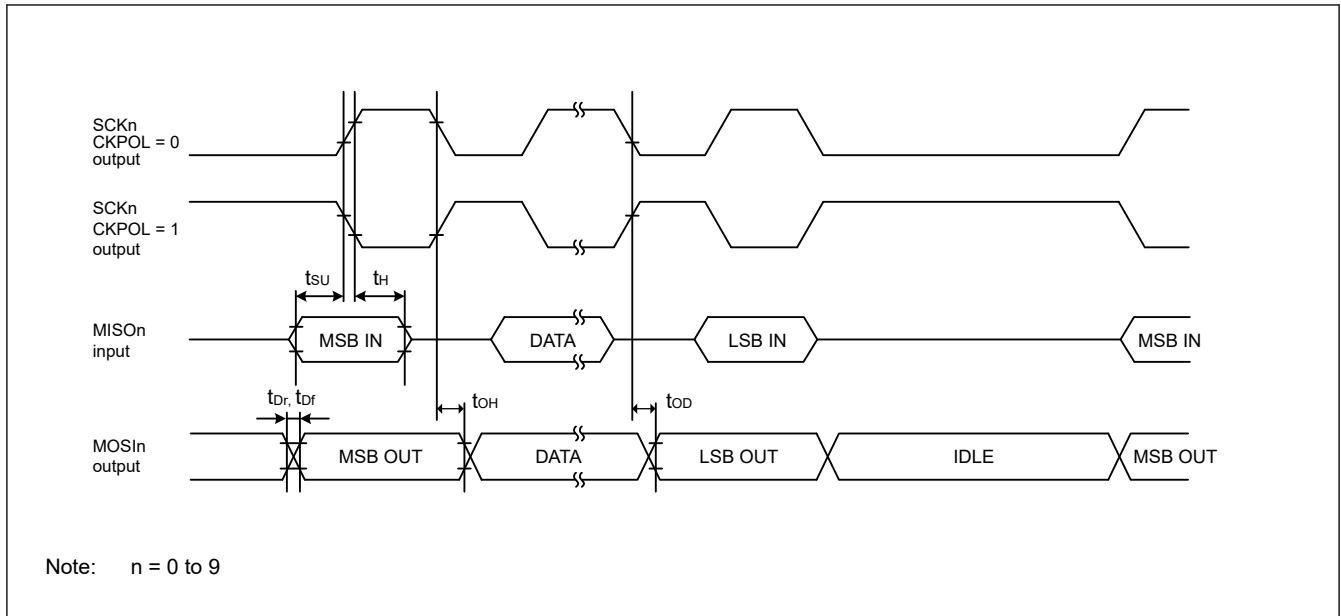 SCKn
CKPOL = 0
output
SCKn
CKPOL = 1
output
tSU
tH
MISOn
input
MSB IN
DATA
LSB IN
MSB IN
tDr, tDf
tOH
tOD
MOSIn
output
MSB OUT
DATA
LSB OUT
IDLE
MSB OUT
Note: n = 0 to 9